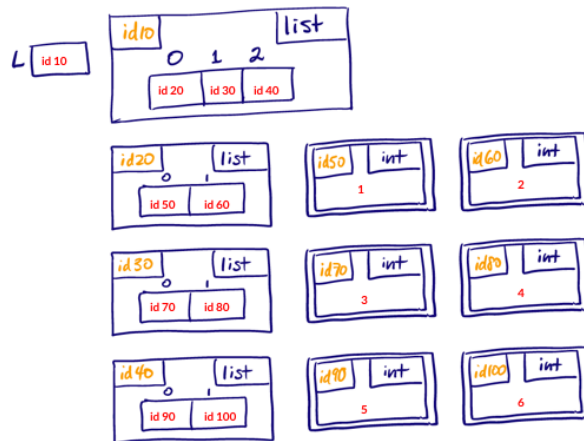 id10 list
L id 10
0 1 2
id 20 id 30 id 40
id20 list id50 int id60 int
0 1
id 50 id 60 1 2
id30 list id70 int id80 int
0 1
id 70 id 80 3 4
id40 list id90 int id100 int
0 1
id 90 id 100 5 6